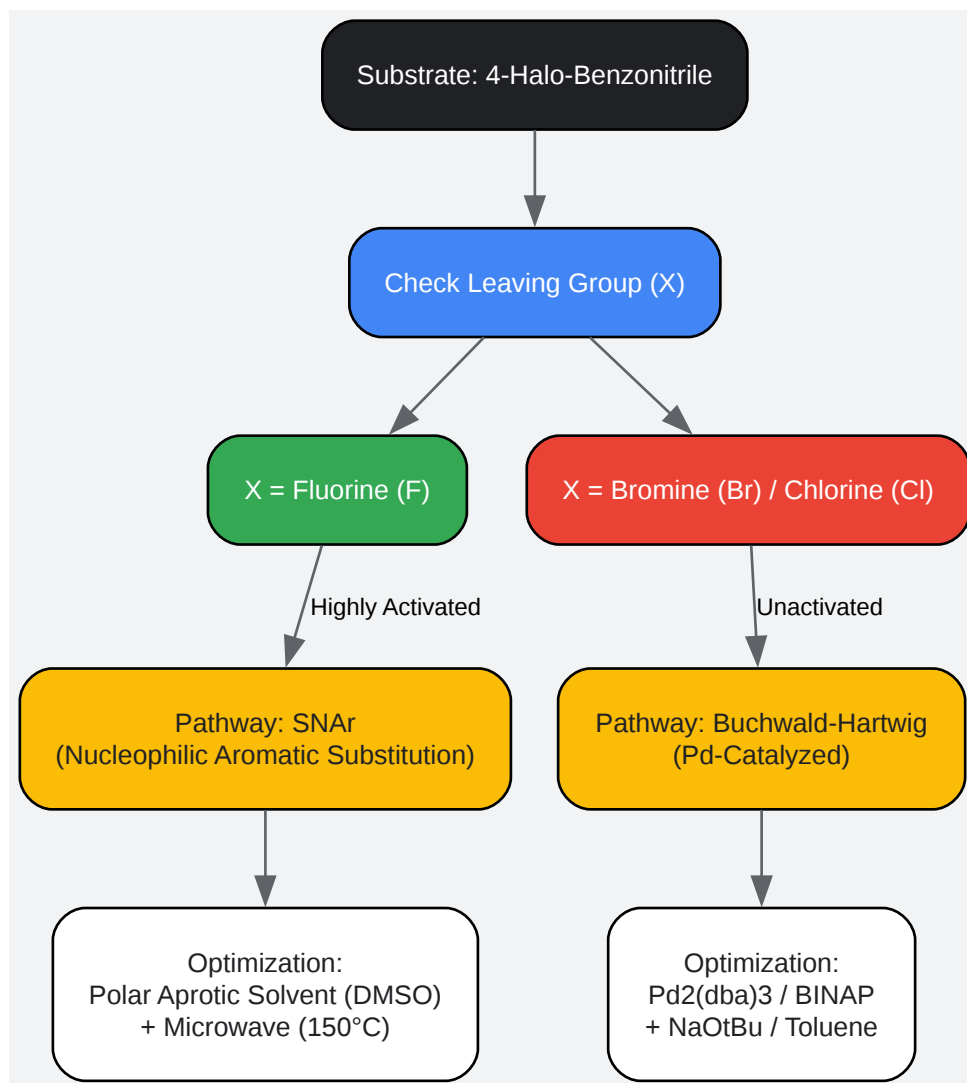 Substrate: 4-Halo-Benzonitrile
Check Leaving Group (X)
X = Fluorine (F)
X = Bromine (Br) / Chlorine (Cl)
Highly Activated
Unactivated
Pathway: SNAr
(Nucleophilic Aromatic Substitution)
Pathway: Buchwald-Hartwig
(Pd-Catalyzed)
Optimization:
Polar Aprotic Solvent (DMSO)
+ Microwave (150°C)
Optimization:
Pd2(dba)3 / BINAP
+ NaOtBu / Toluene